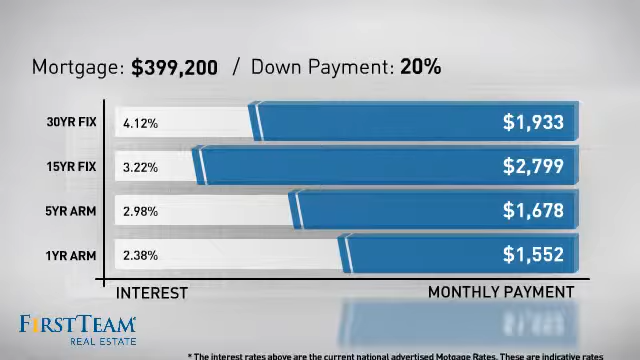 Mortgage: $399,200 / Down Payment: 20%
30YR FIX 4.12% $1,933
15YR FIX 3.22% $2,799
5YR ARM 2.98% $1,678
1YR ARM 2.38% $1,552
INTEREST MONTHLY PAYMENT
FIRSTTEAM®
REAL ESTATE
* The interest rates above are the current national advertised Motgage Rates. These are indicative rates